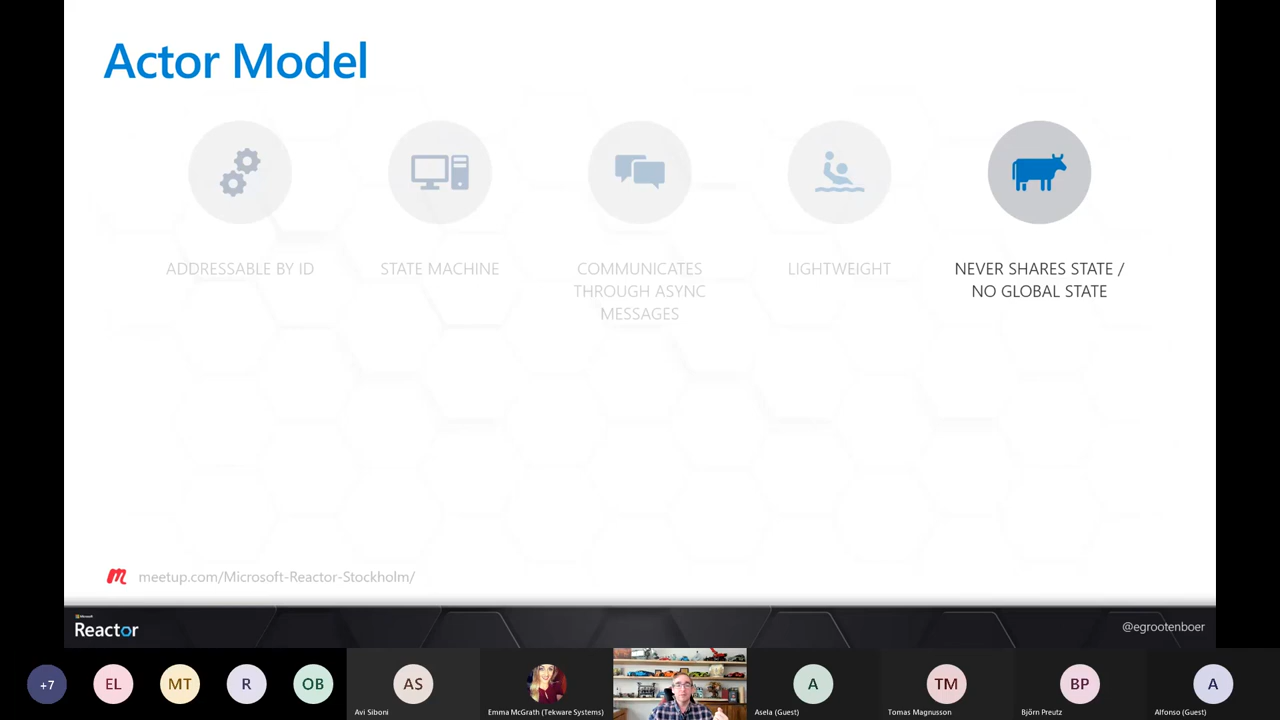 Actor Model
ADDRESSABLE BY ID
STATE MACHINE
COMMUNICATES
THROUGH ASYNC
MESSAGES
LIGHTWEIGHT
NEVER SHARES STATE /
NO GLOBAL STATE
meetup.com/Microsoft-Reactor-Stockholm/
Microsoft
Reactor
@egrootenboer
+7
EL
MT
R
OB
AS
Avi Siboni
Emma McGrath (Tekware Systems)
A
Asela (Guest)
TM
Tomas Magnusson
BP
Björn Preutz
A
Alfonso (Guest)